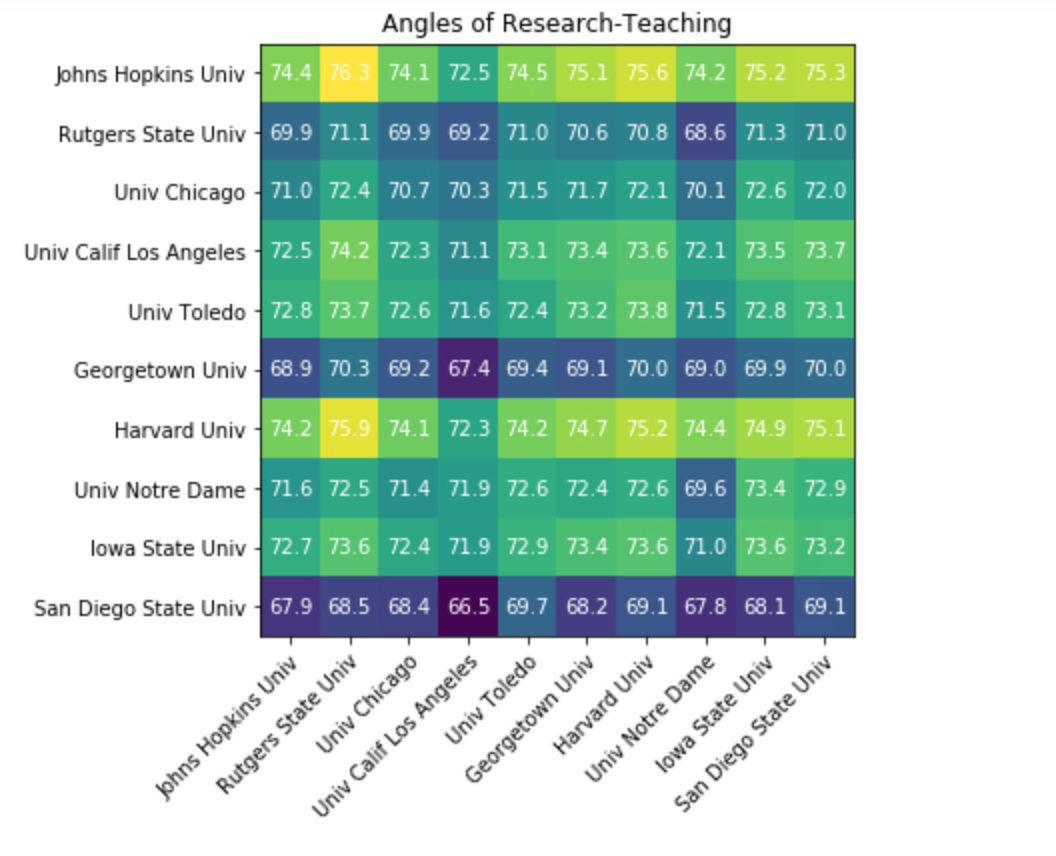 Angles of Research-Teaching
Johns Hopkins Univ 74.4 76.3 74.1 72.5 74.5 75.1 75.6 74.2 75.2 75.3
Rutgers State Univ 69.9 71.1 69.9 69.2 71.0 70.6 70.8 68.6 71.3 71.0
Univ Chicago 71.0 72.4 70.7 70.3 71.5 71.7 72.1 70.1 72.6 72.0
Univ Calif Los Angeles 72.5 74.2 72.3 71.1 73.1 73.4 73.6 72.1 73.5 73.7
Univ Toledo 72.8 73.7 72.6 71.6 72.4 73.2 73.8 71.5 72.8 73.1
Georgetown Univ 68.9 70.3 69.2 67.4 69.4 69.1 70.0 69.0 69.9 70.0
Harvard Univ 74.2 75.9 74.1 72.3 74.2 74.7 75.2 74.4 74.9 75.1
Univ Notre Dame 71.6 72.5 71.4 71.9 72.6 72.4 72.6 69.6 73.4 72.9
Iowa State Univ 72.7 73.6 72.4 71.9 72.9 73.4 73.6 71.0 73.6 73.2
San Diego State Univ 67.9 68.5 68.4 66.5 69.7 68.2 69.1 67.8 68.1 69.1
Johns Hopkins Univ
Rutgers State Univ
Univ Chicago
Univ Calif Los Angeles
Univ Toledo
Georgetown Univ
Harvard Univ
Univ Notre Dame
Iowa State Univ
San Diego State Univ